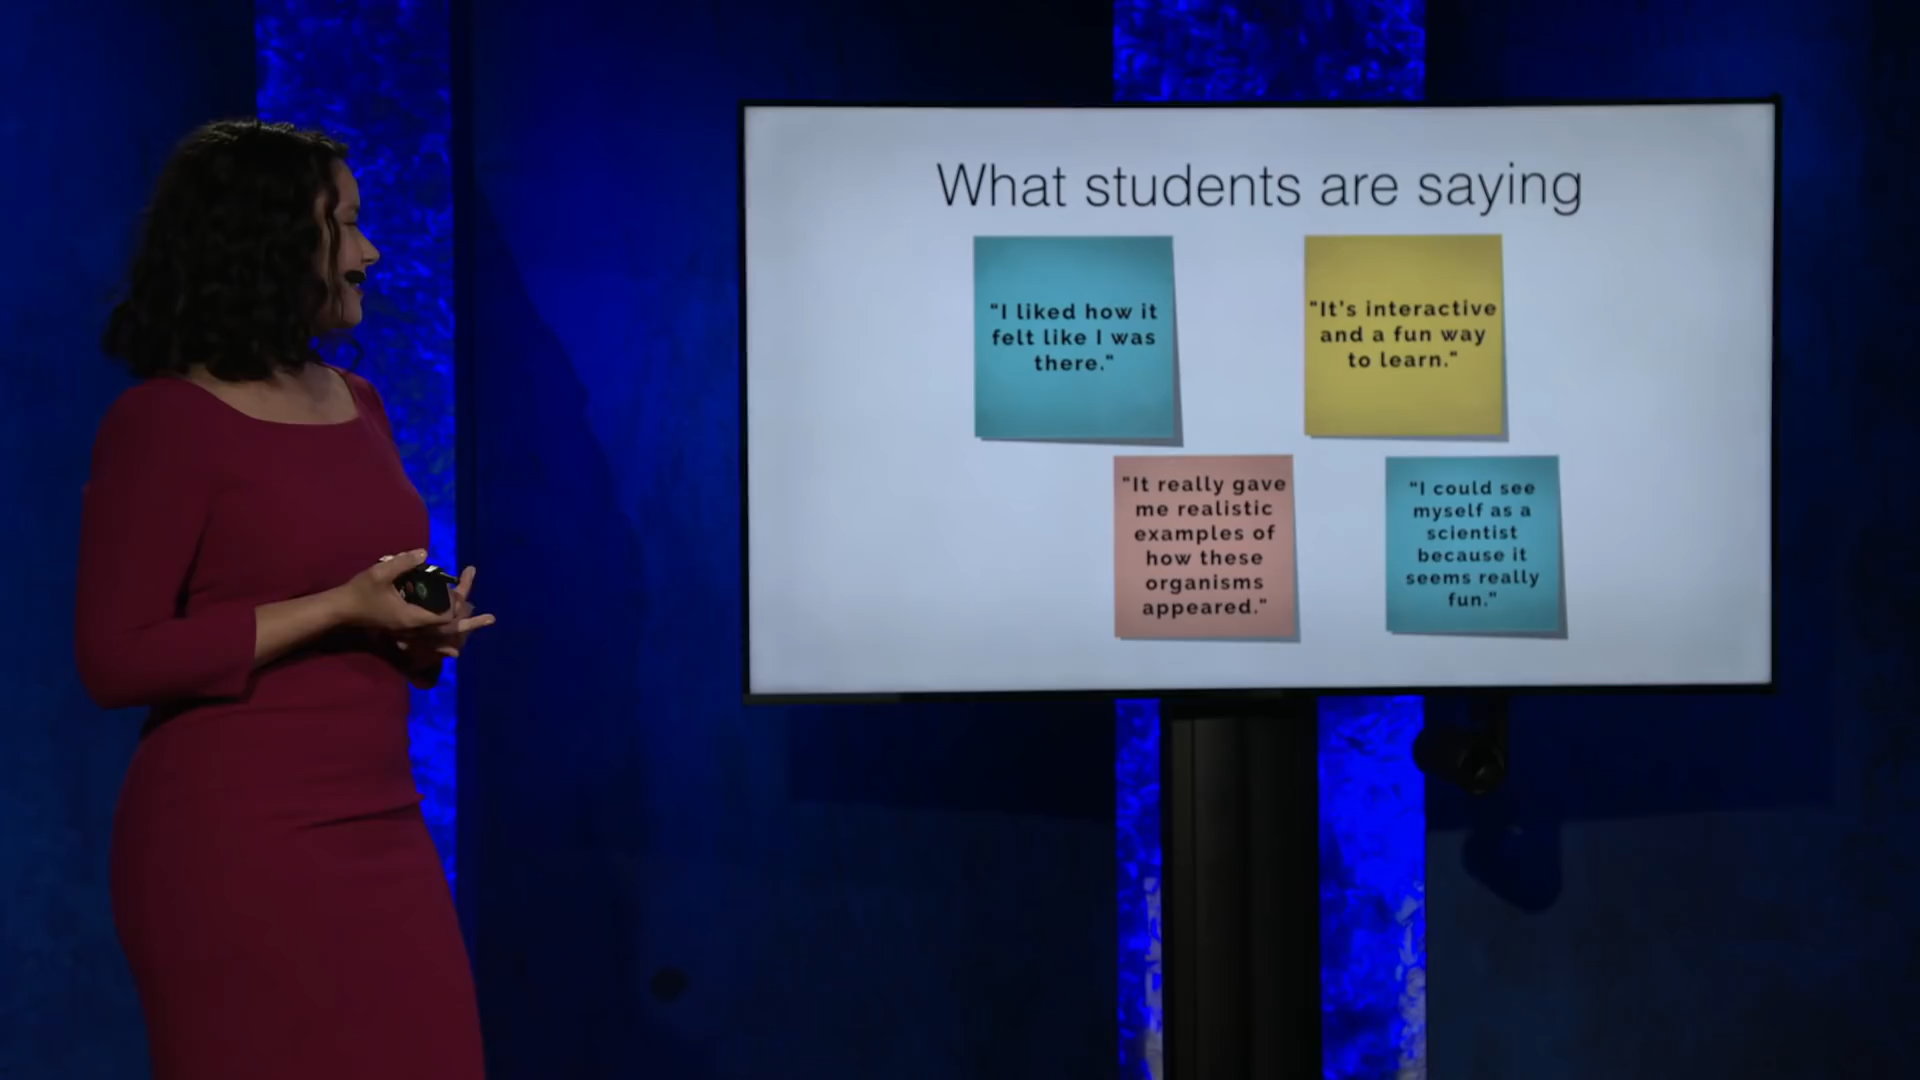 What students are saying
"I liked how it
felt like I was
there."
"It's interactive
and a fun way
to learn."
"It really gave
me realistic
examples of
how these
organisms
appeared."
"I could see
myself as a
scientist
because it
seems really
fun."